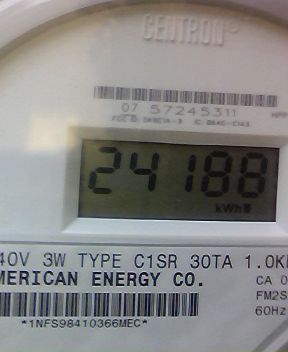 CENTRON®
07 57245311
24188
kWh
40V 3W TYPE C1SR 30TA 1.0K
MERICAN ENERGY CO.
CA 0
FM2S
60Hz
*1NFS98410366MEC*